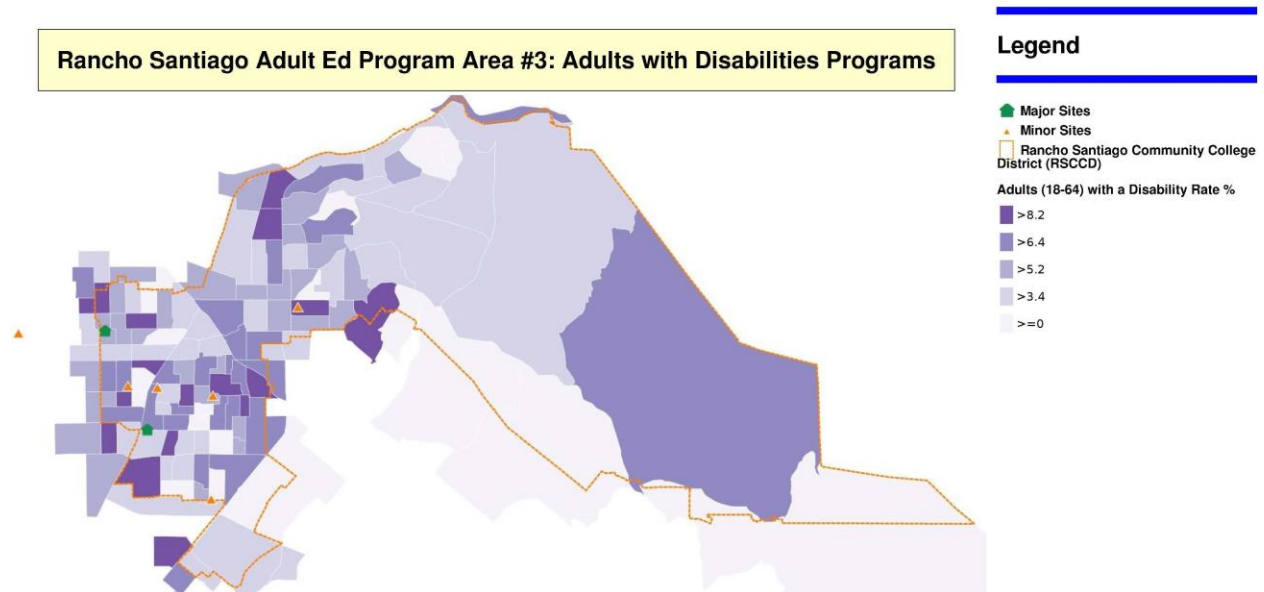 Rancho Santiago Adult Ed Program Area #3: Adults with Disabilities Programs
Legend
Major Sites
Minor Sites
Rancho Santiago Community College
District (RSCCD)
Adults (18-64) with a Disability Rate %
>8.2
>6.4
>5.2
>3.4
>=0